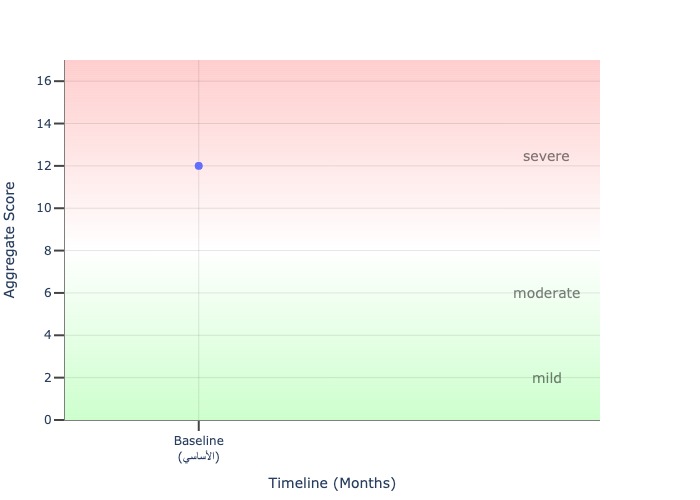 16
14
severe
12
10
8
moderate
6
4
mild
2
0
Aggregate Score
Baseline
(الأساسي)
Timeline (Months)